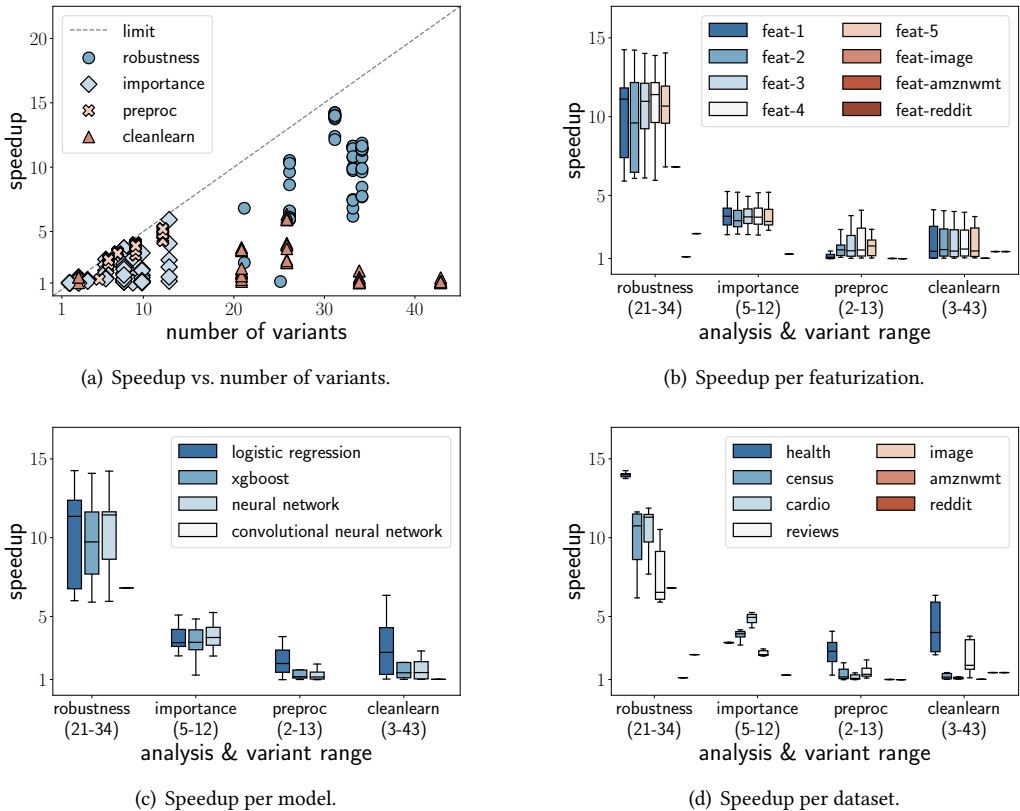 20
15
10
5
1
speedup
limit
robustness
importance
preproc
cleanlearn
1 10 20 30 40
number of variants
(a) Speedup vs. number of variants.
15
10
5
1
speedup
feat-1 feat-5
feat-2 feat-image
feat-3 feat-amznwmt
feat-4 feat-reddit
robustness importance preproc cleanlearn
(21-34) (5-12) (2-13) (3-43)
analysis & variant range
(b) Speedup per featurization.
15
10
5
1
speedup
logistic regression
xgboost
neural network
convolutional neural network
robustness importance preproc cleanlearn
(21-34) (5-12) (2-13) (3-43)
analysis & variant range
(c) Speedup per model.
15
10
5
1
speedup
health image
census amznwmt
cardio reddit
reviews
robustness importance preproc cleanlearn
(21-34) (5-12) (2-13) (3-43)
analysis & variant range
(d) Speedup per dataset.